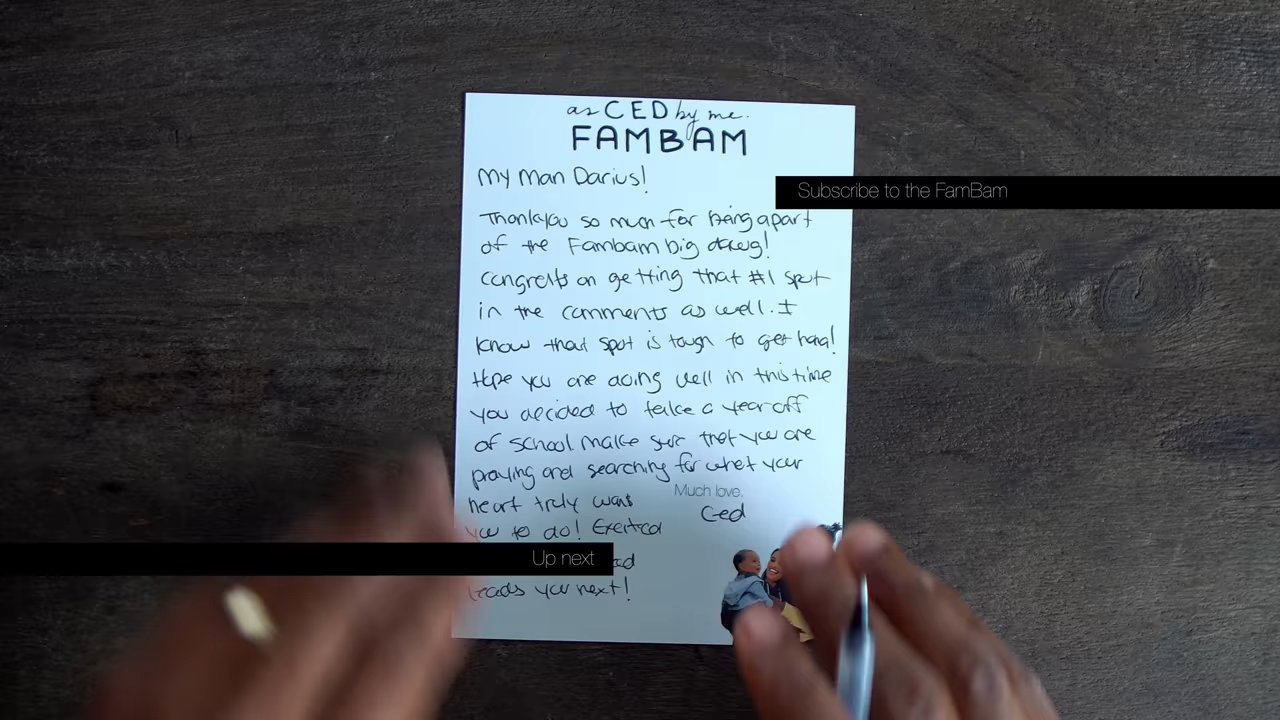 as CED by me.
FAMBAM
My Man Darius!
Subscribe to the FamBam
Thankyou so much for being apart
of the Fambam big dawg!
congrats on getting that #1 spot
in the comments as well. I
know that spot is tough to get haha!
Hope you are doing well in this time
you decided to take a year off
of school make sure that you are
praying and searching for what your
heart truly wants
Much love,
Ced
you to do! Excited
Up next
leads you next!